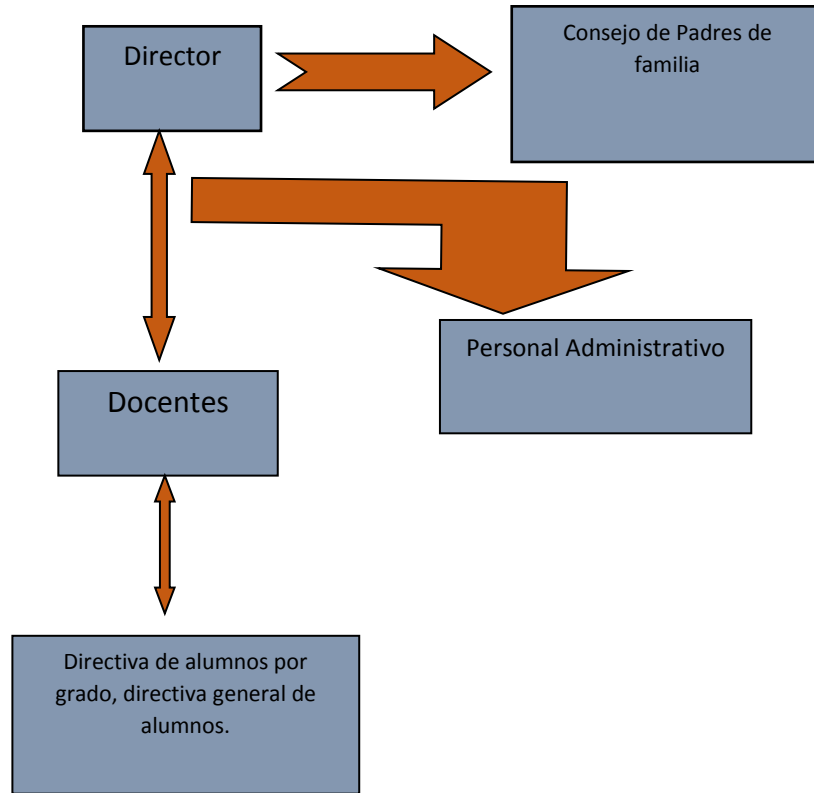 Director
Consejo de Padres de
familia
Personal Administrativo
Docentes
Directiva de alumnos por
grado, directiva general de
alumnos.